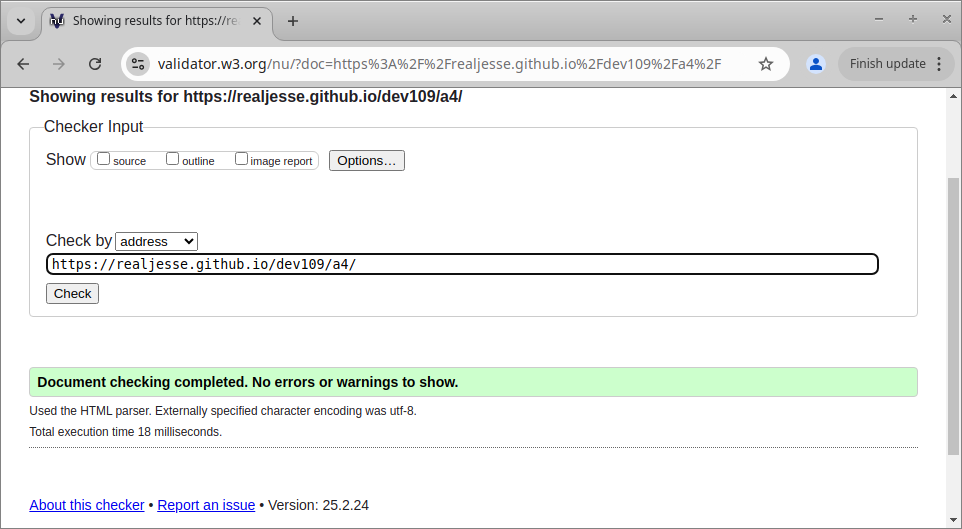 Showing results for https://re
validator.w3.org/nu/?doc=https%3A%2F%2Frealjesse.github.io%2Fdev109%2Fa4%2F
Finish update
Showing results for https://realjesse.github.io/dev109/a4/
Checker Input
Show source outline image report Options…
Check by address
https://realjesse.github.io/dev109/a4/
Check
Document checking completed. No errors or warnings to show.
Used the HTML parser. Externally specified character encoding was utf-8.
Total execution time 18 milliseconds.
About this checker • Report an issue • Version: 25.2.24